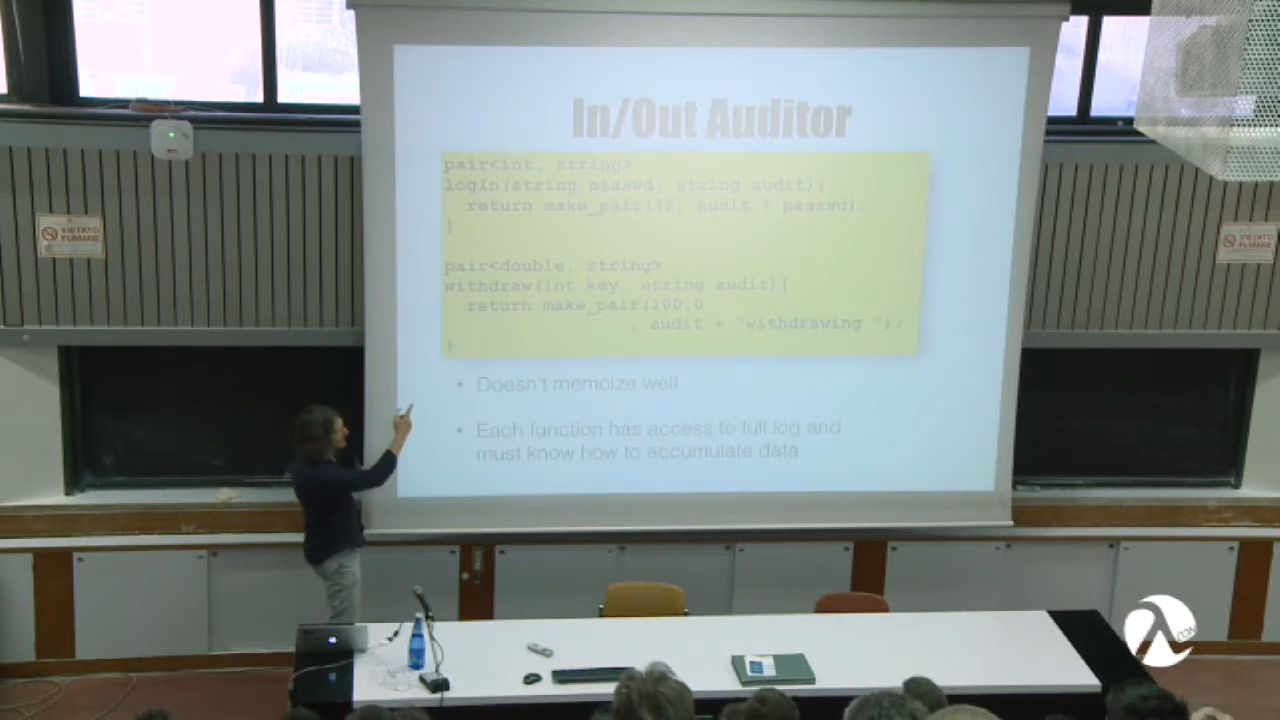 In/Out Auditor
pair<int, string>
logIn(string passwd, string audit){
return make_pair(42, audit + passwd);
}
pair<double, string>
withdraw(int key, string audit){
return make_pair(100.0
, audit + "withdrawing ");
}
• Doesn't memoize well
• Each function has access to full log and
must know how to accumulate data
VIETATO
FUMARE
VIETATO
FUMARE
λ
.COM